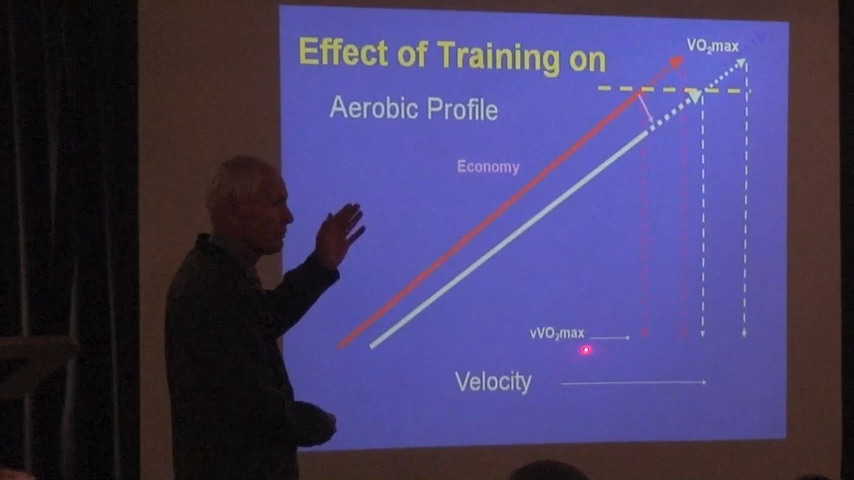 Effect of Training on
VO₂max
Aerobic Profile
Economy
vVO₂max
Velocity